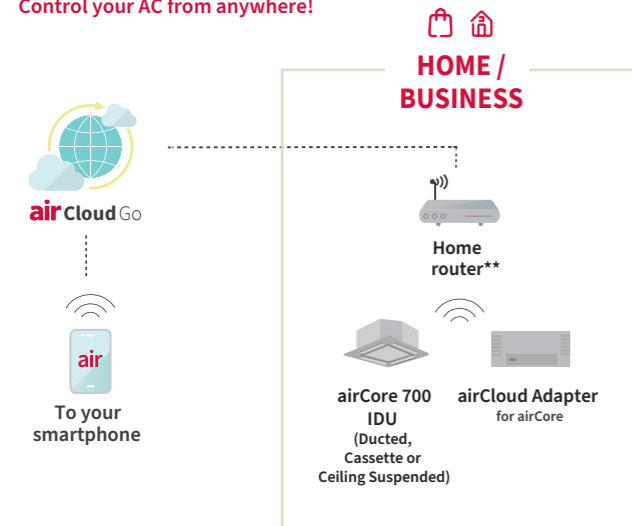 Control your AC from anywhere!
HOME /
BUSINESS
air Cloud Go
Home
router**
air
To your
smartphone
airCore 700
IDU
(Ducted,
Cassette or
Ceiling Suspended)
airCloud Adapter
for airCore